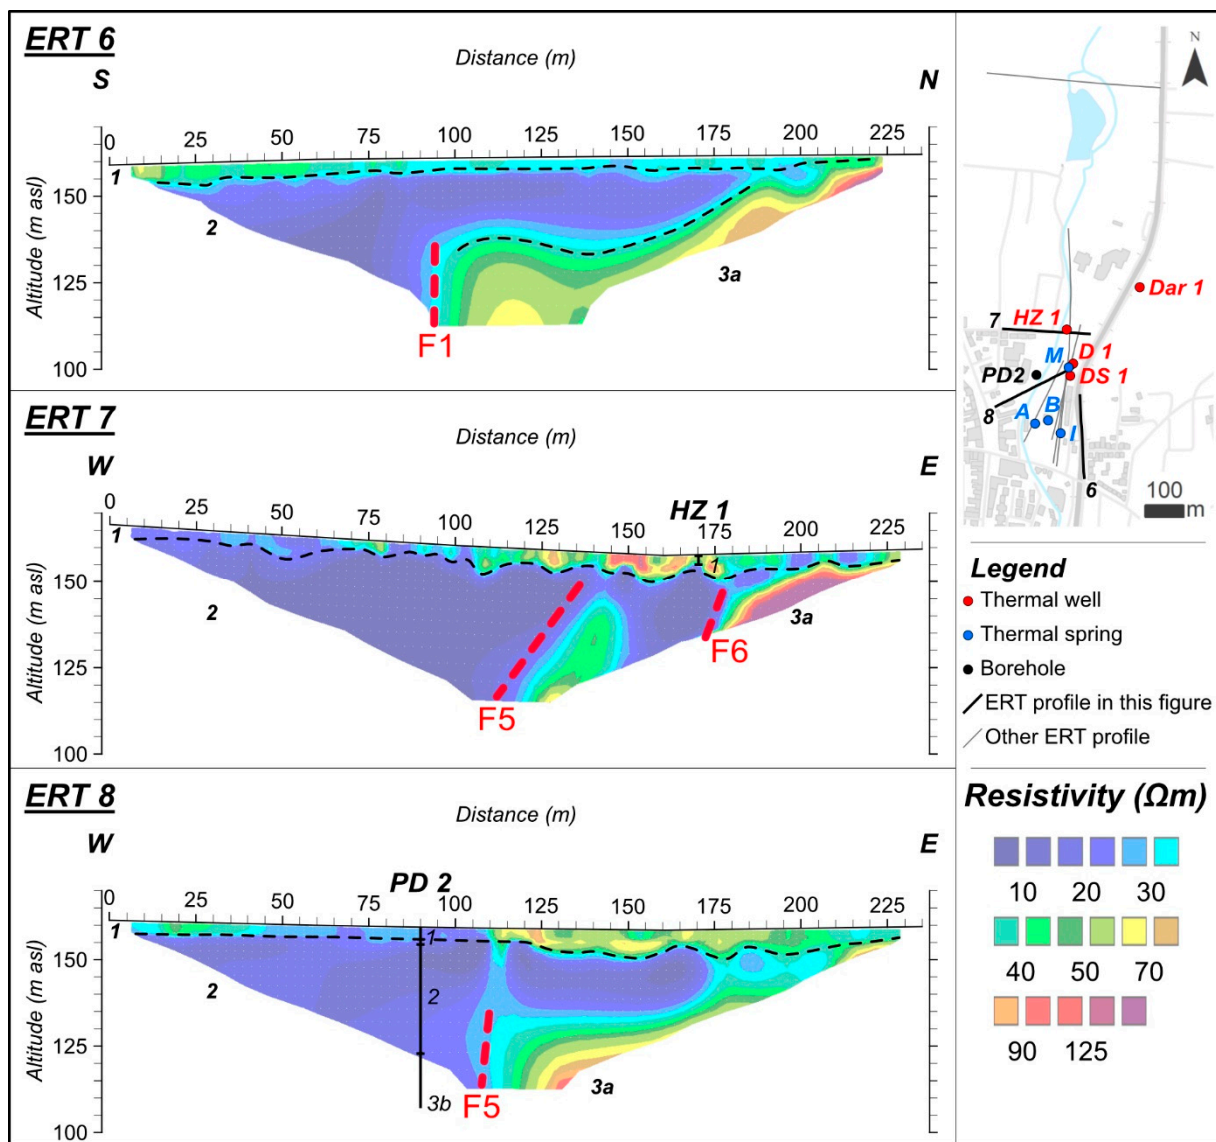 ERT 6
Distance (m)
S
N
0 25 50 75 100 125 150 175 200 225
1
2
3a
F1
150
125
100
Altitude (m asl)
ERT 7
Distance (m)
W
E
HZ 1
0 25 50 75 100 125 150 175 200 225
1
1
2
3a
F5
F6
150
125
100
Altitude (m asl)
ERT 8
Distance (m)
W
E
PD 2
0 25 50 75 100 125 150 175 200 225
1
1
2
2
3b
3a
F5
150
125
100
Altitude (m asl)
N
Dar 1
7
HZ 1
M
D 1
PD2
DS 1
8
A
B
I
6
100
m
Legend
Thermal well
Thermal spring
Borehole
ERT profile in this figure
Other ERT profile
Resistivity (Ωm)
10 20 30
40 50 70
90 125